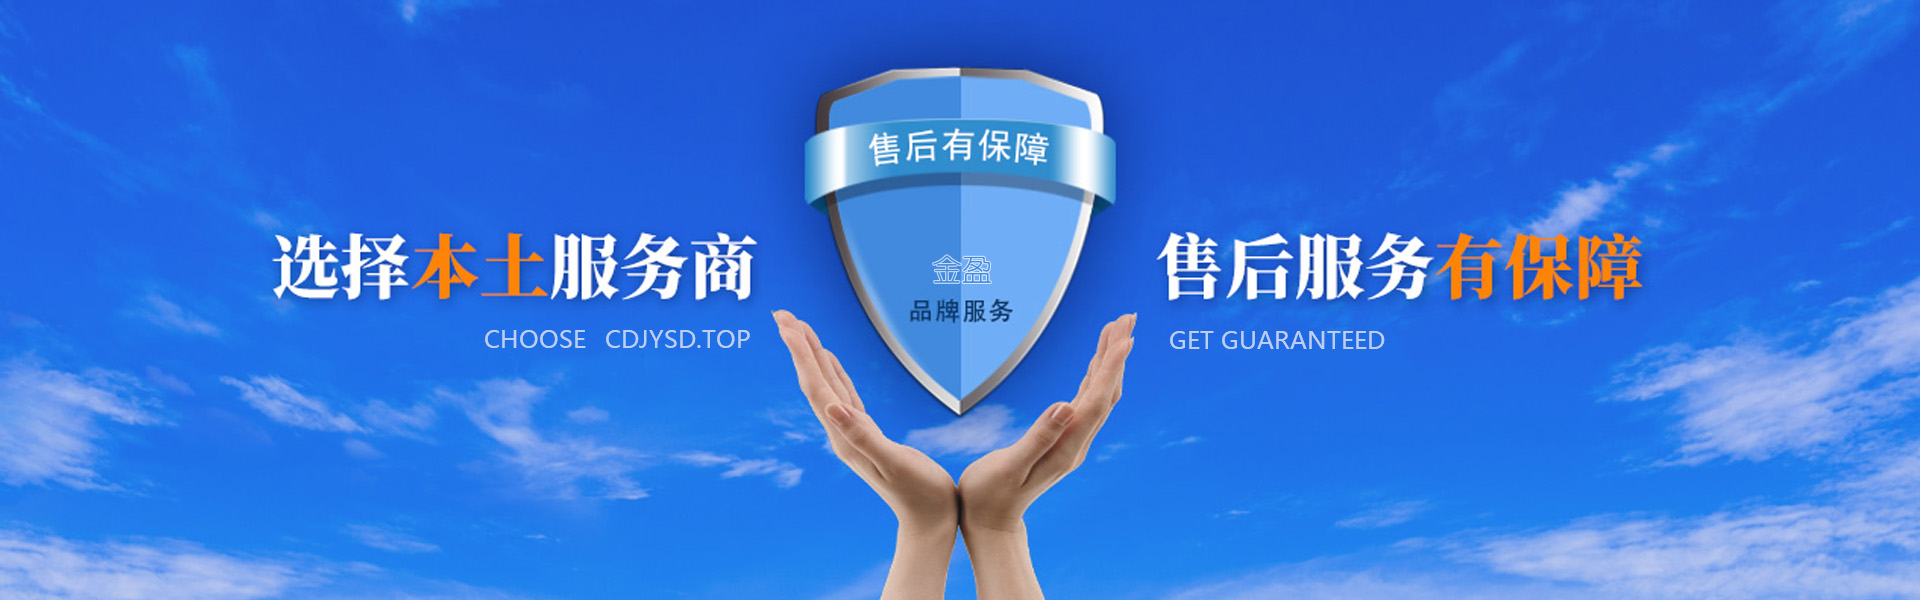 售后有保障
选择本土服务商
CHOOSE CDJYSD.TOP
金盈
品牌服务
售后服务有保障
GET GUARANTEED